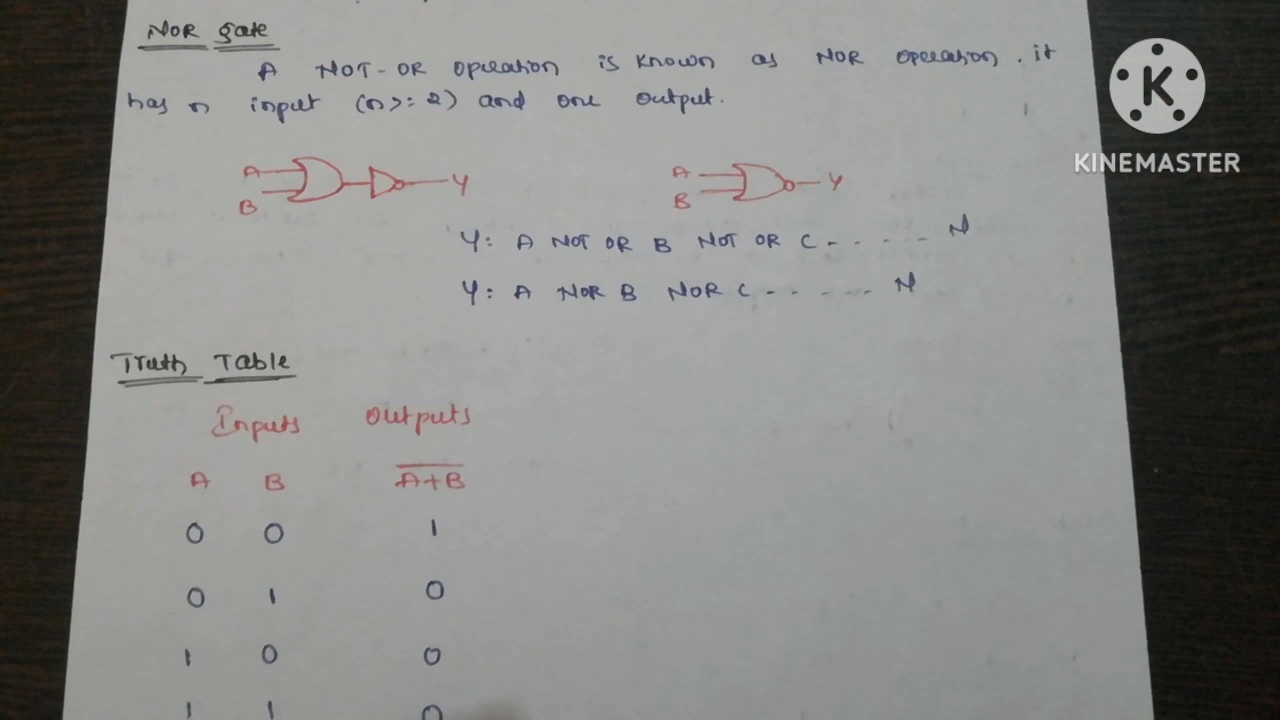 NOR gate
A NOT-OR operation is known as NOR operation. it
has n input (n>=2) and one output.
A
B
Y
A
B
Y
Y: A NOT OR B NOT OR C - - - - - N
Y: A NOR B NOR C - - - - - - N
Truth Table
Inputs Outputs
A B \overline{A+B}
0 0 1
0 1 0
1 0 0
1 1 0
K
KINEMASTER